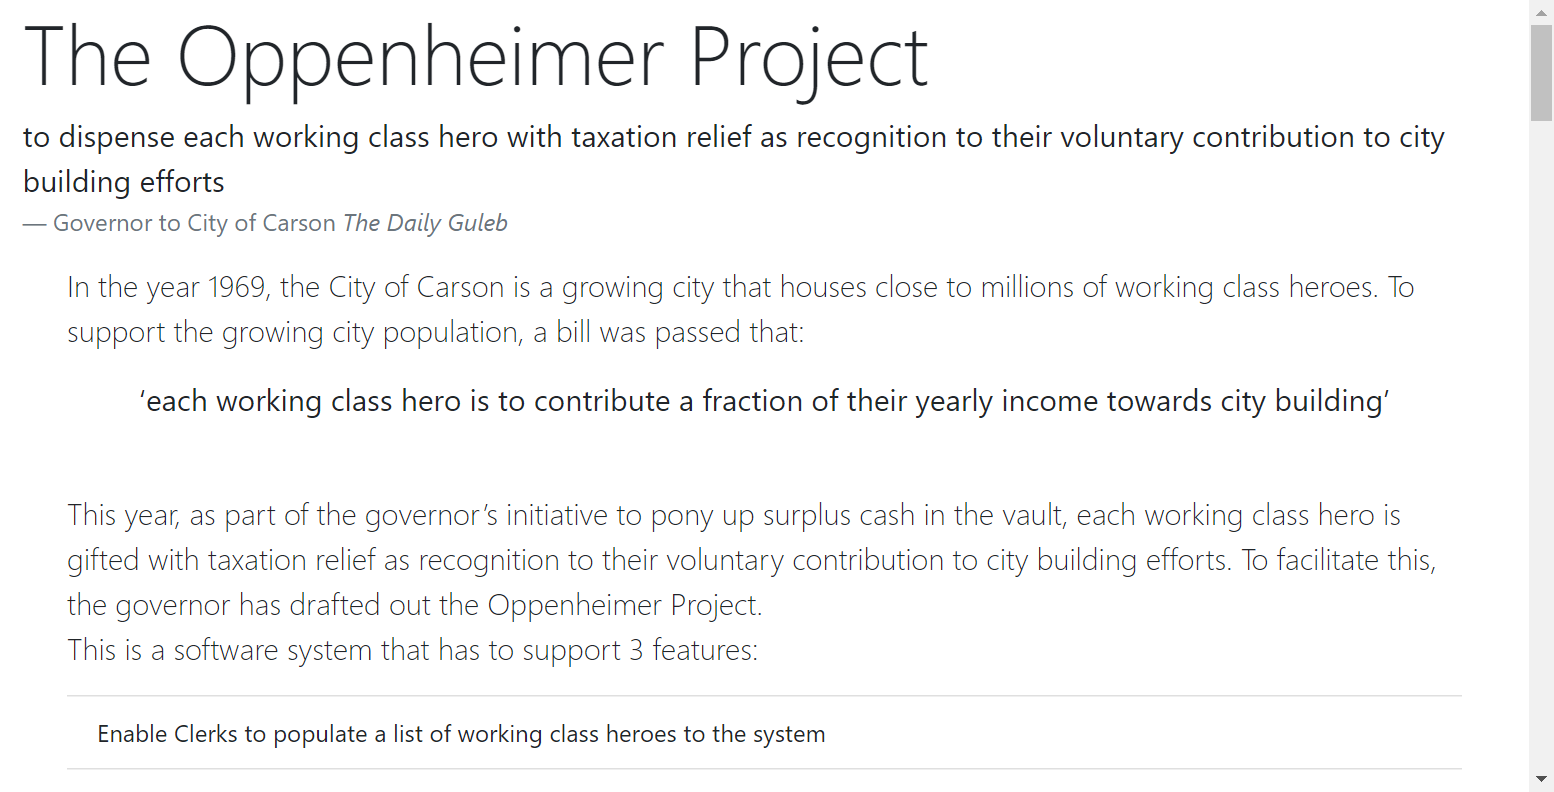 The Oppenheimer Project
to dispense each working class hero with taxation relief as recognition to their voluntary contribution to city
building efforts
— Governor to City of Carson The Daily Guleb
In the year 1969, the City of Carson is a growing city that houses close to millions of working class heroes. To
support the growing city population, a bill was passed that:
‘each working class hero is to contribute a fraction of their yearly income towards city building’
This year, as part of the governor’s initiative to pony up surplus cash in the vault, each working class hero is
gifted with taxation relief as recognition to their voluntary contribution to city building efforts. To facilitate this,
the governor has drafted out the Oppenheimer Project.
This is a software system that has to support 3 features:
Enable Clerks to populate a list of working class heroes to the system